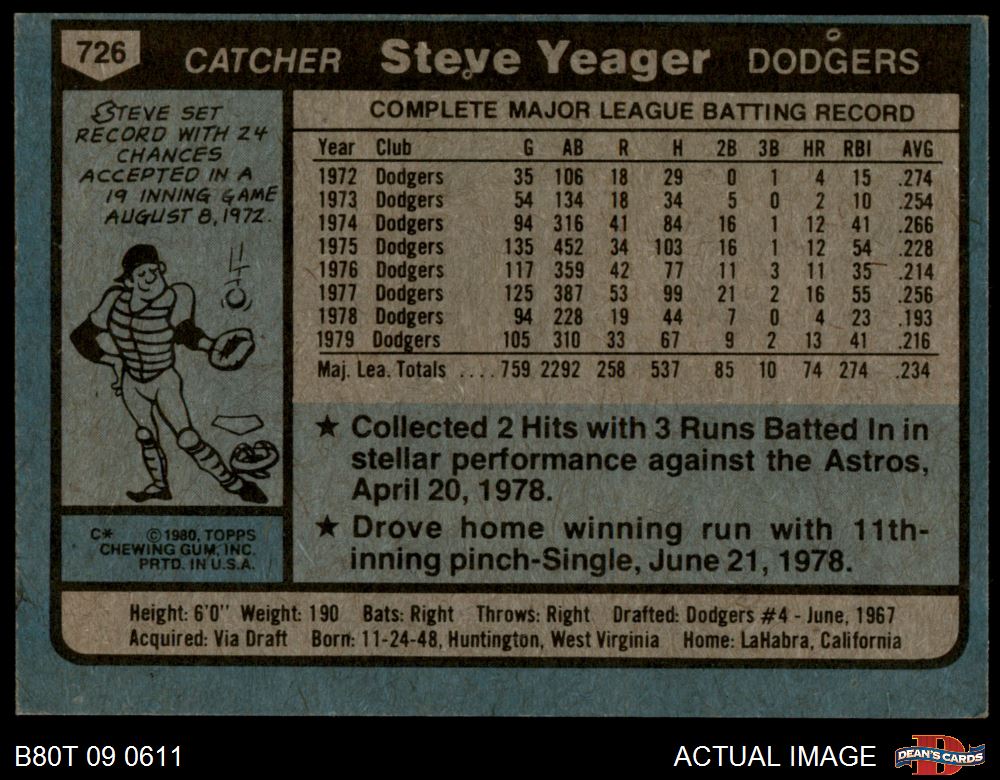 726 CATCHER Steve Yeager DODGERS
STEVE SET
RECORD WITH 24
CHANCES
ACCEPTED IN A
19 INNING GAME
AUGUST 8, 1972.
COMPLETE MAJOR LEAGUE BATTING RECORD
Year Club G AB R H 2B 3B HR RBI AVG
1972 Dodgers 35 106 18 29 0 1 4 15 .274
1973 Dodgers 54 134 18 34 5 0 2 10 .254
1974 Dodgers 94 316 41 84 16 1 12 41 .266
1975 Dodgers 135 452 34 103 16 1 12 54 .228
1976 Dodgers 117 359 42 77 11 3 11 35 .214
1977 Dodgers 125 387 53 99 21 2 16 55 .256
1978 Dodgers 94 228 19 44 7 0 4 23 .193
1979 Dodgers 105 310 33 67 9 2 13 41 .216
Maj. Lea. Totals ....759 2292 258 537 85 10 74 274 .234
★ Collected 2 Hits with 3 Runs Batted In in
stellar performance against the Astros,
April 20, 1978.
★ Drove home winning run with 11th-
inning pinch-Single, June 21, 1978.
C* ©1980, TOPPS
CHEWING GUM, INC.
PRTD. IN U.S.A.
Height: 6'0" Weight: 190 Bats: Right Throws: Right Drafted: Dodgers #4 - June, 1967
Acquired: Via Draft Born: 11-24-48, Huntington, West Virginia Home: LaHabra, California
B80T 09 0611
ACTUAL IMAGE
DEAN'S CARDS